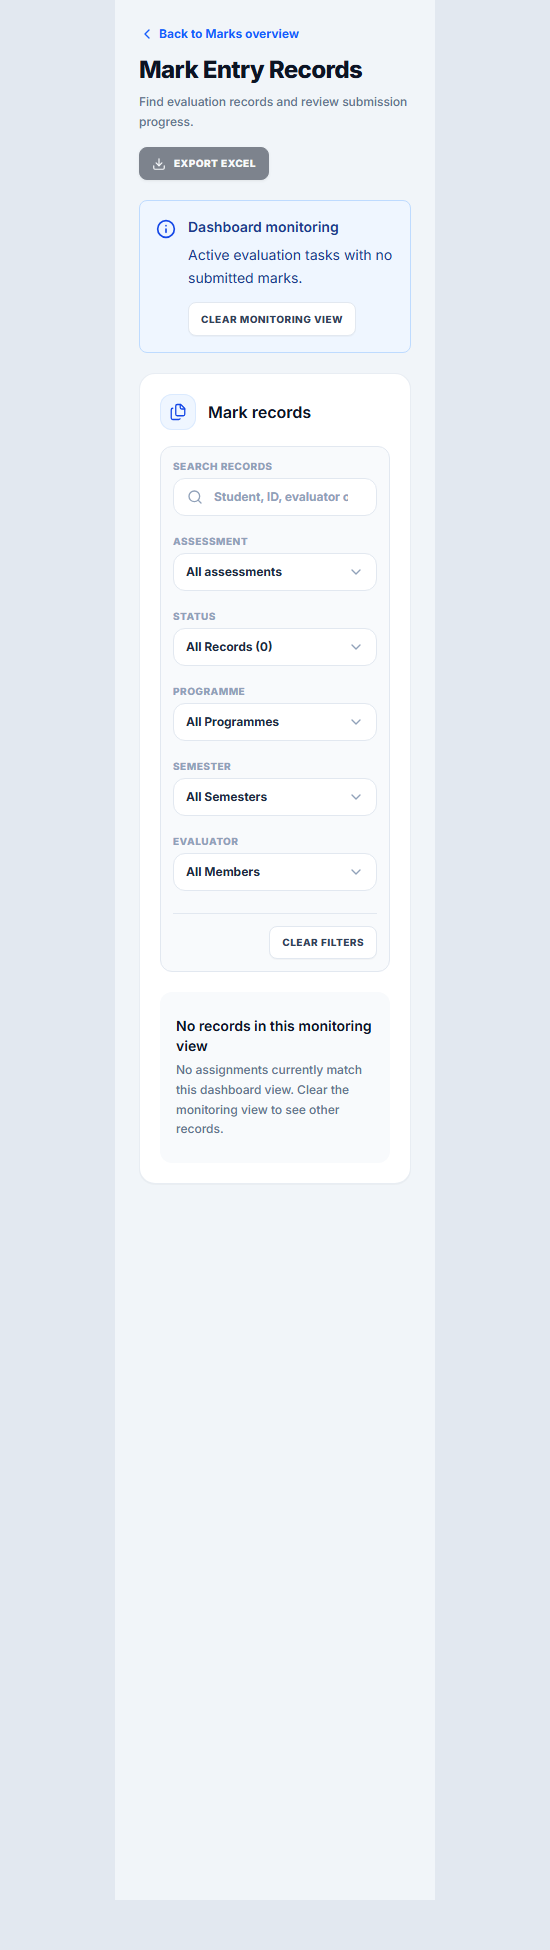 Back to Marks overview
Mark Entry Records
Find evaluation records and review submission
progress.
EXPORT EXCEL
Dashboard monitoring
Active evaluation tasks with no
submitted marks.
CLEAR MONITORING VIEW
Mark records
SEARCH RECORDS
Student, ID, evaluator
ASSESSMENT
All assessments
STATUS
All Records (0)
PROGRAMME
All Programmes
SEMESTER
All Semesters
EVALUATOR
All Members
CLEAR FILTERS
No records in this monitoring
view
No assignments currently match
this dashboard view. Clear the
monitoring view to see other
records.